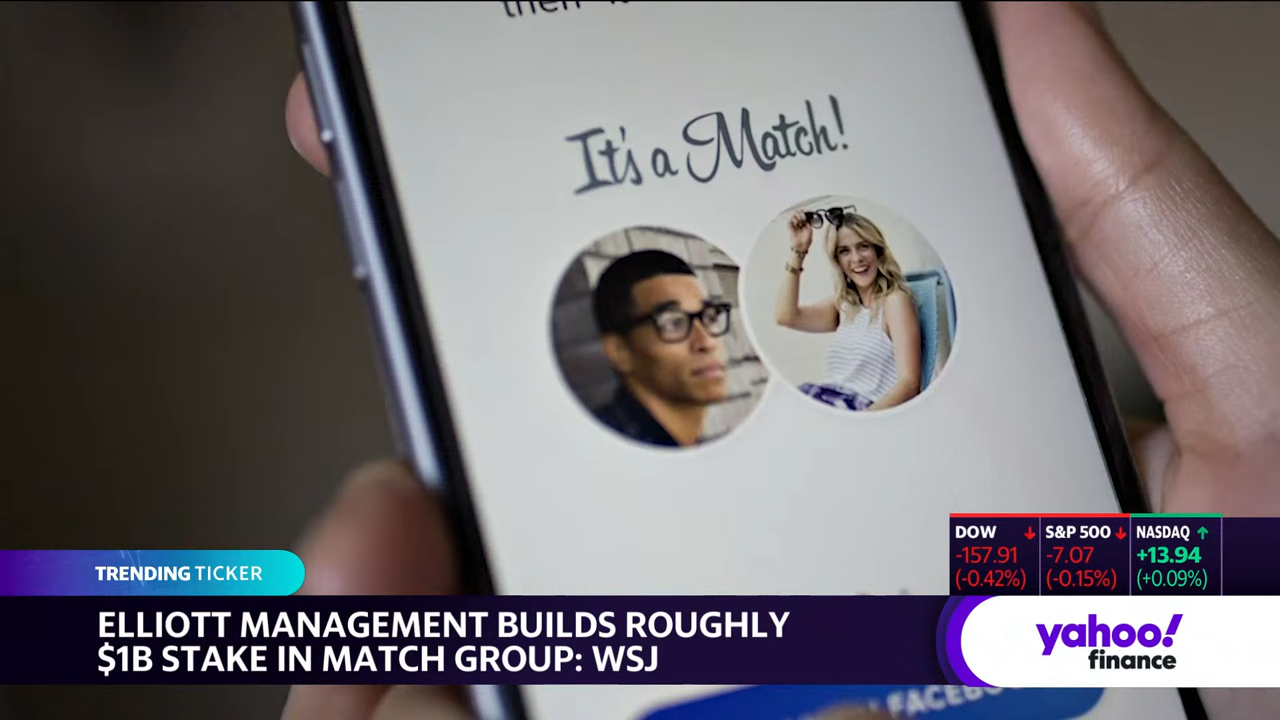 It's a Match!
TRENDING TICKER
ELLIOTT MANAGEMENT BUILDS ROUGHLY
$1B STAKE IN MATCH GROUP: WSJ
DOW
-157.91
(-0.42%)
S&P 500
-7.07
(-0.15%)
NASDAQ
+13.94
(+0.09%)
yahoo!
finance